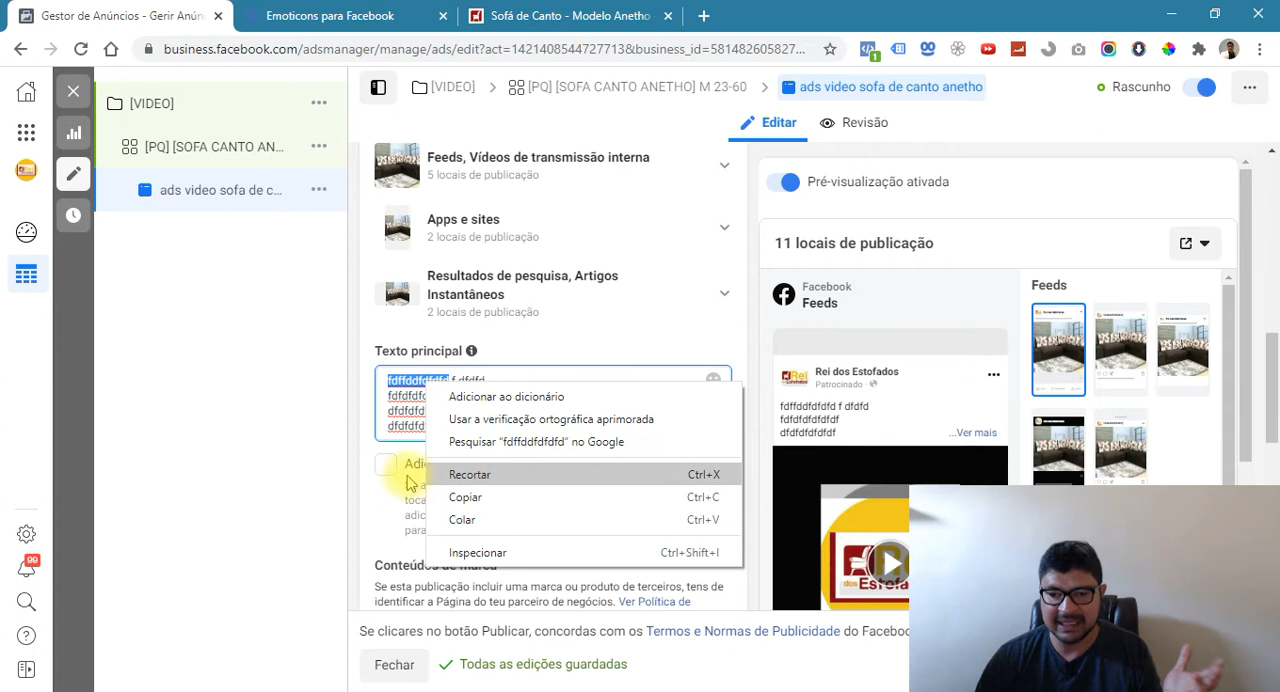 Gestor de Anúncios - Gerir Anúnc
Emoticons para Facebook
Sofá de Canto - Modelo Anetho
business.facebook.com/adsmanager/manage/ads/edit?act=1421408544727713&business_id=581482605827...
[VIDEO]
[PQ] [SOFA CANTO AN...
ads video sofa de c...
99
[VIDEO]
[PQ] [SOFA CANTO ANETHO] M 23-60
ads video sofa de canto anetho
Rascunho
Editar
Revisão
Feeds, Vídeos de transmissão interna
5 locais de publicação
Apps e sites
2 locais de publicação
Resultados de pesquisa, Artigos
Instantâneos
2 locais de publicação
Texto principal
fdffddfdfdfd f dfdfd
Adicionar ao dicionário
Usar a verificação ortográfica aprimorada
Pesquisar "fdffddfdfdfd" no Google
Recortar Ctrl+X
Copiar Ctrl+C
Colar Ctrl+V
Inspecionar Ctrl+Shift+I
Se esta publicação incluir uma marca ou produto de terceiros, tens de
identificar a Página do teu parceiro de negócios. Ver Política de
Se clicares no botão Publicar, concordas com os Termos e Normas de Publicidade do Faceboo
Fechar
Todas as edições guardadas
Pré-visualização ativada
11 locais de publicação
Facebook
Feeds
Feeds
Rei dos Estofados
Patrocinado
fdffddfdfdfd f dfdfd
fdfdfdfdfdfdf
dfdfdfdfdfdf
...Ver mais
Rei
dos Estofados